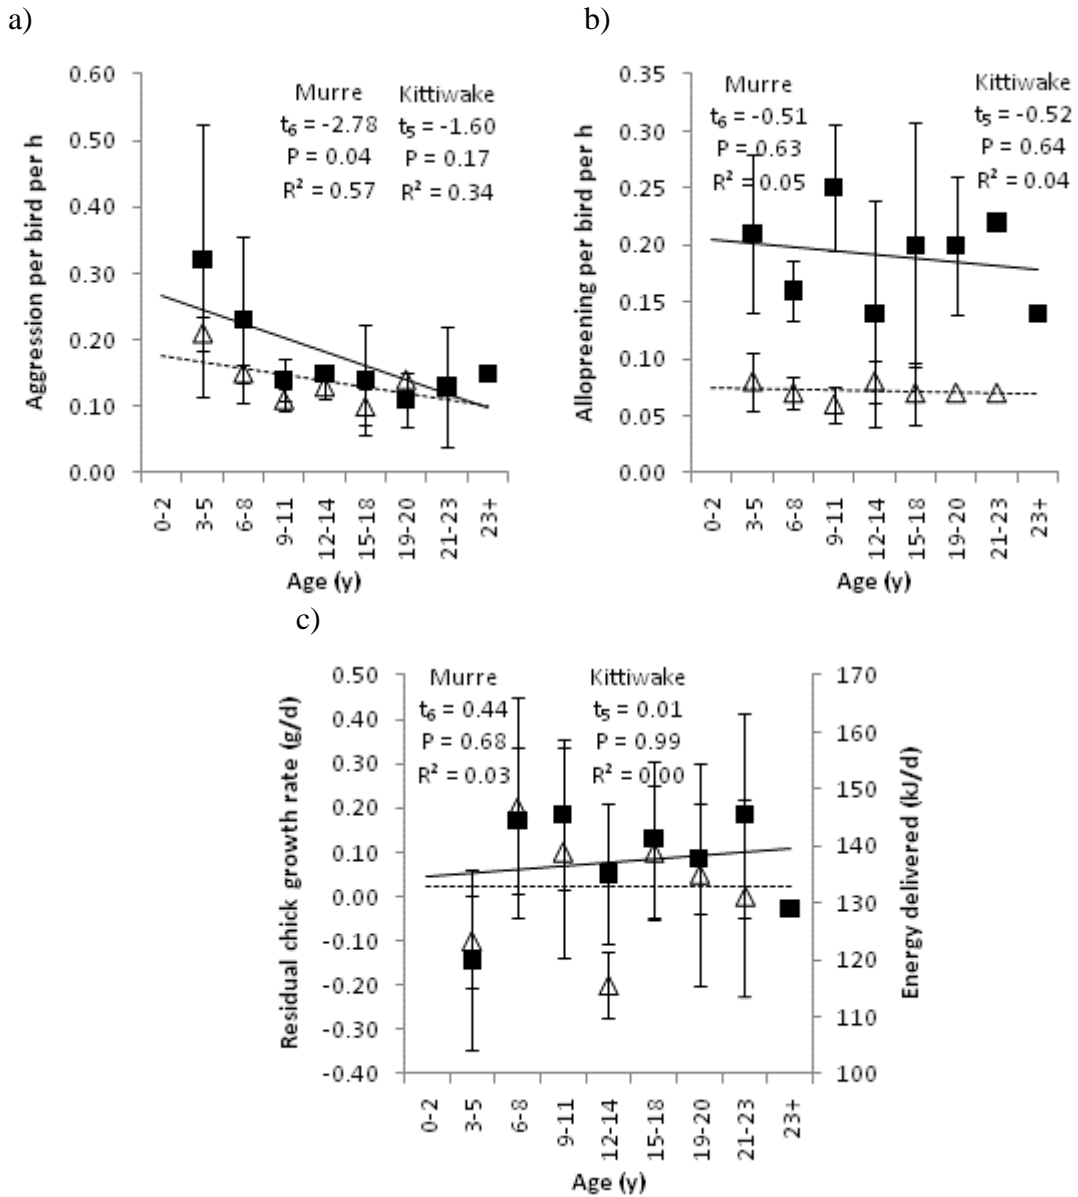 a)
Murre Kittiwake
t₆ = -2.78 t₅ = -1.60
P = 0.04 P = 0.17
R² = 0.57 R² = 0.34
Aggression per bird per h
0.60
0.50
0.40
0.30
0.20
0.10
0.00
0-2 3-5 6-8 9-11 12-14 15-18 19-20 21-23 23+
Age (y)
b)
Murre Kittiwake
t₆ = -0.51 t₅ = -0.52
P = 0.63 P = 0.64
R² = 0.05 R² = 0.04
Allopreening per bird per h
0.35
0.30
0.25
0.20
0.15
0.10
0.05
0.00
0-2 3-5 6-8 9-11 12-14 15-18 19-20 21-23 23+
Age (y)
c)
Murre Kittiwake
t₆ = 0.44 t₅ = 0.01
P = 0.68 P = 0.99
R² = 0.03 R² = 0.00
Residual chick growth rate (g/d)
0.50
0.40
0.30
0.20
0.10
0.00
-0.10
-0.20
-0.30
-0.40
Energy delivered (kJ/d)
170
160
150
140
130
120
110
100
0-2 3-5 6-8 9-11 12-14 15-18 19-20 21-23 23+
Age (y)